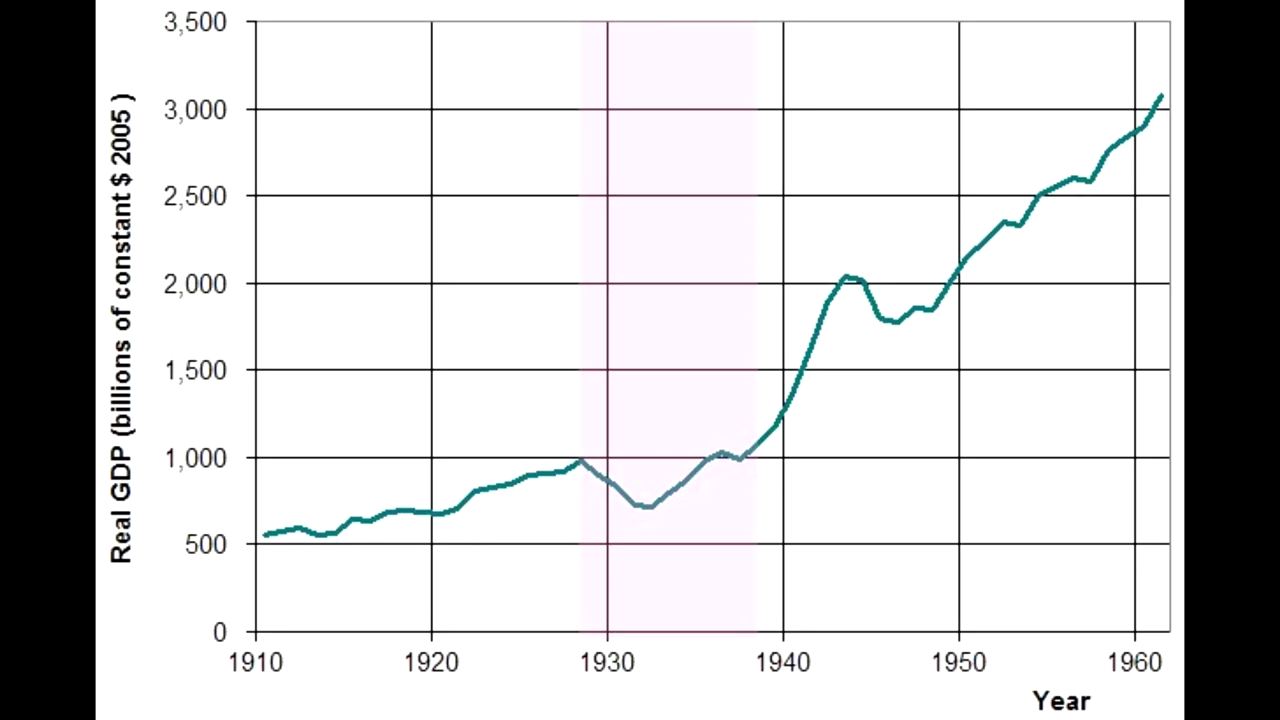 3,500
3,000
2,500
2,000
1,500
1,000
500
0
Real GDP (billions of constant $ 2005 )
1910 1920 1930 1940 1950 1960
Year